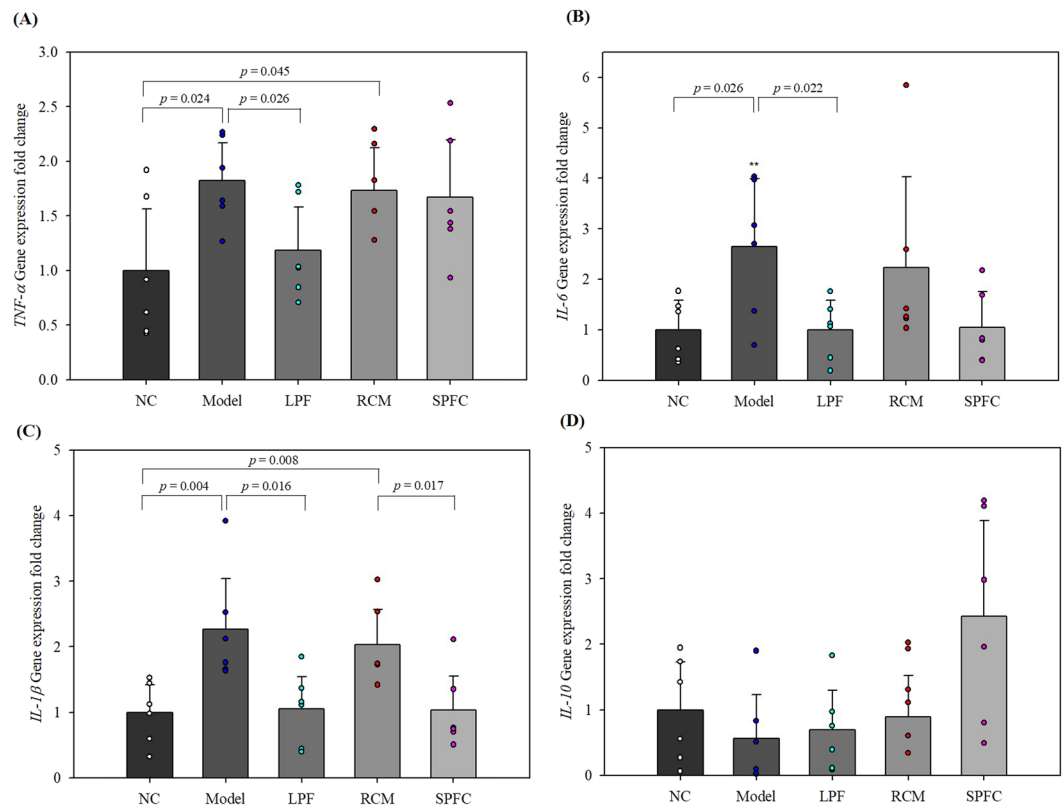 (A)
TNF-α Gene expression fold change
3.0
2.5
2.0
1.5
1.0
0.5
0.0
p = 0.045
p = 0.024
p = 0.026
NC Model LPF RCM SPFC
(B)
IL-6 Gene expression fold change
6
5
4
3
2
1
0
p = 0.026
p = 0.022
**
NC Model LPF RCM SPFC
(C)
IL-1β Gene expression fold change
5
4
3
2
1
0
p = 0.008
p = 0.004
p = 0.016
p = 0.017
NC Model LPF RCM SPFC
(D)
IL-10 Gene expression fold change
5
4
3
2
1
0
NC Model LPF RCM SPFC